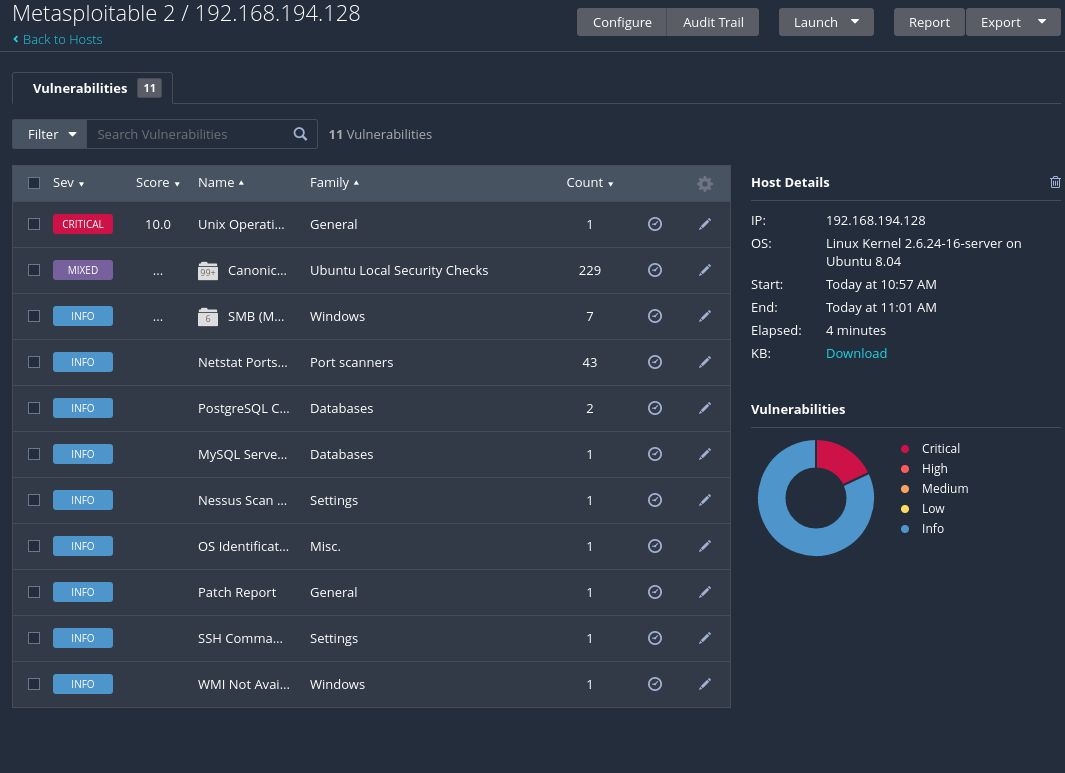 Metasploitable 2 / 192.168.194.128
Back to Hosts
Configure Audit Trail Launch Report Export
Vulnerabilities 11
Filter Search Vulnerabilities 11 Vulnerabilities
Sev Score Name Family Count
CRITICAL 10.0 Unix Operati... General 1
MIXED ... 99+ Canonic... Ubuntu Local Security Checks 229
INFO ... 6 SMB (M... Windows 7
INFO Netstat Ports... Port scanners 43
INFO PostgreSQL C... Databases 2
INFO MySQL Serve... Databases 1
INFO Nessus Scan ... Settings 1
INFO OS Identificat... Misc. 1
INFO Patch Report General 1
INFO SSH Comma... Settings 1
INFO WMI Not Avai... Windows 1
Host Details
IP: 192.168.194.128
OS: Linux Kernel 2.6.24-16-server on
Ubuntu 8.04
Start: Today at 10:57 AM
End: Today at 11:01 AM
Elapsed: 4 minutes
KB: Download
Vulnerabilities
Critical
High
Medium
Low
Info